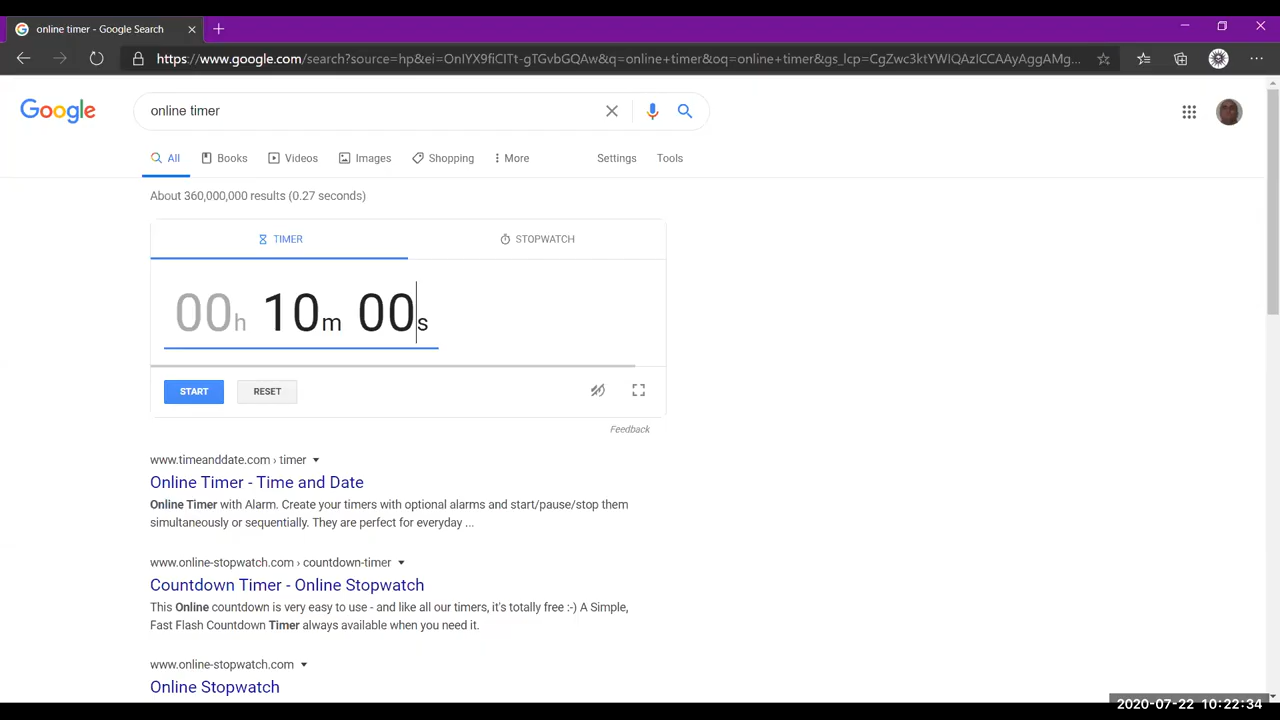 online timer - Google Search
https://www.google.com/search?source=hp&ei=OnIYX9fiCITt-gTGvbGQAw&q=online+timer&oq=online+timer&gs_lcp=CgZwc3ktYWIQAzICCAAyAggAMg...
Google
online timer
All Books Videos Images Shopping More Settings Tools
About 360,000,000 results (0.27 seconds)
TIMER STOPWATCH
00h 10m 00s
START RESET
Feedback
www.timeanddate.com › timer
Online Timer - Time and Date
Online Timer with Alarm. Create your timers with optional alarms and start/pause/stop them
simultaneously or sequentially. They are perfect for everyday ...
www.online-stopwatch.com › countdown-timer
Countdown Timer - Online Stopwatch
This Online countdown is very easy to use - and like all our timers, it's totally free :-) A Simple,
Fast Flash Countdown Timer always available when you need it.
www.online-stopwatch.com
Online Stopwatch
2020-07-22 10:22:34